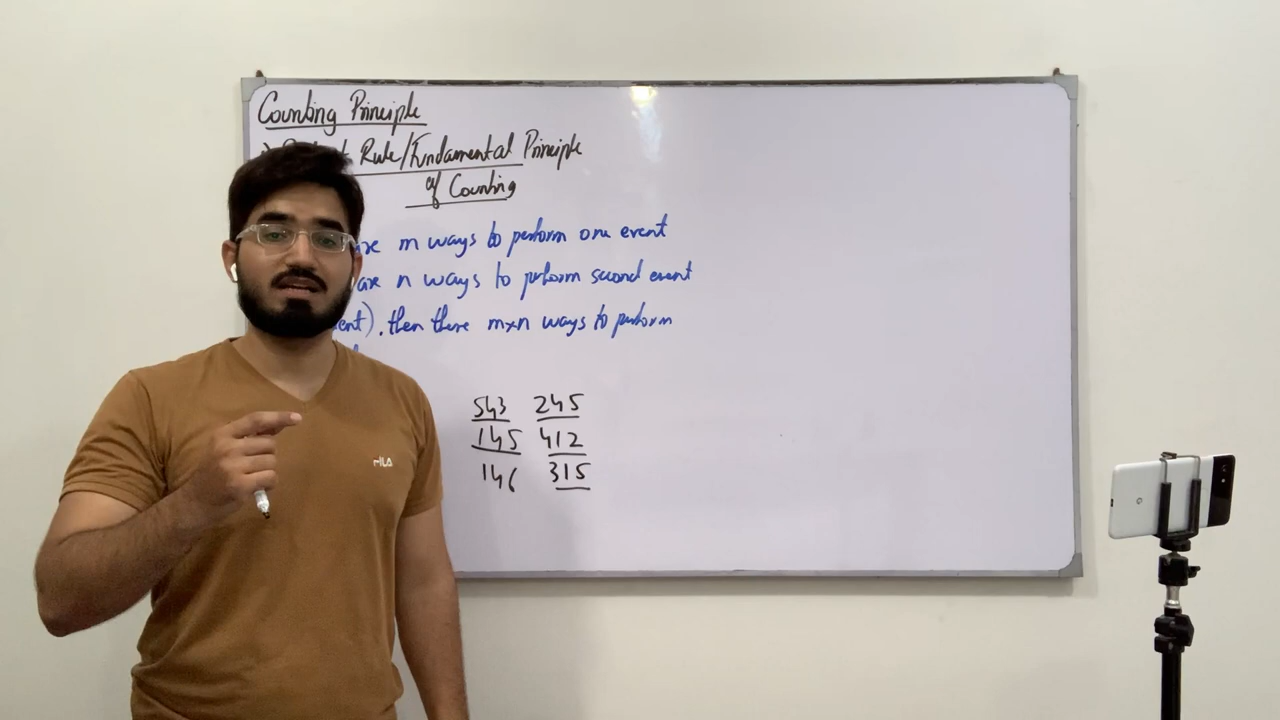 Counting Principle
Rule/Fundamental Principle
of Counting
m ways to perform one event
are n ways to perform second event
then there m×n ways to perform
543 245
145 412
146 315
FILA
G